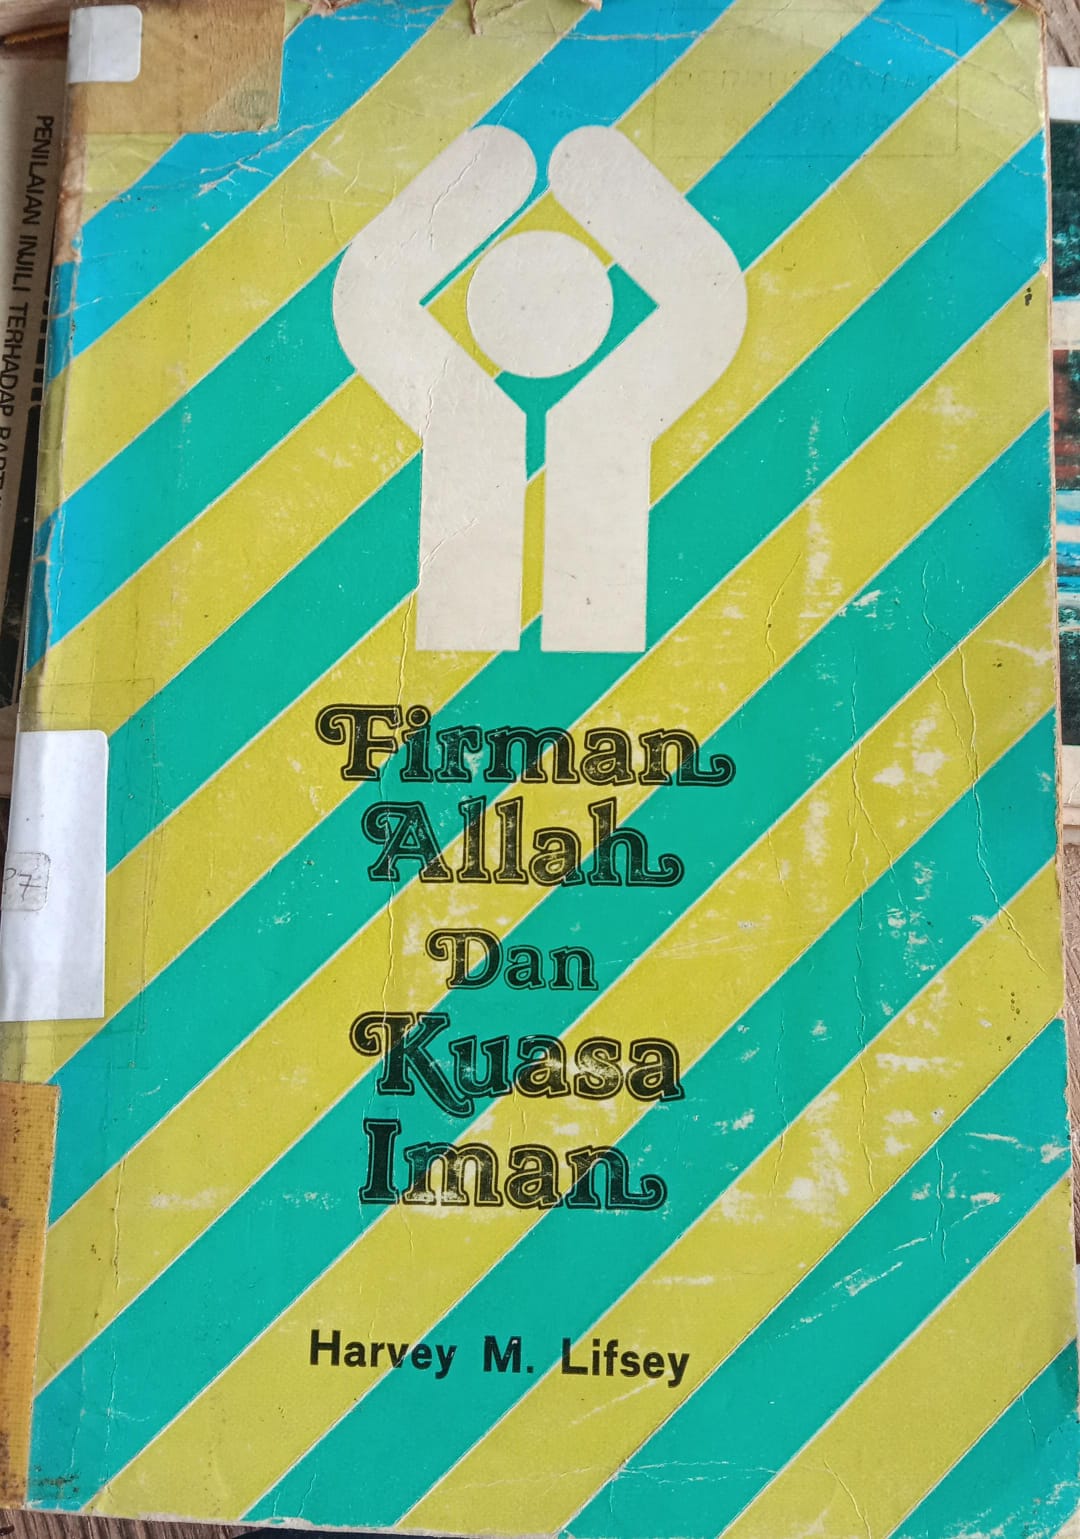 Firman
Allah
Dan
Kuasa
Iman
Harvey M. Lifsey
PENILAIAN INJILI TERHADAP